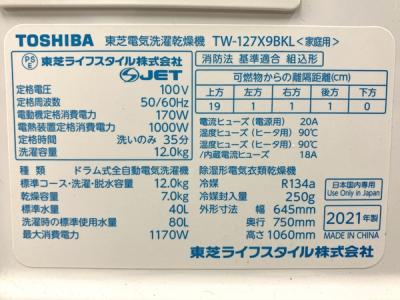 TOSHIBA 東芝電気洗濯乾燥機 TW-127X9BKL<家庭用>
PS E 東芝ライフスタイル株式会社
S JET
定格電圧 100V
定格周波数 50/60Hz
電動機定格消費電力 170W
電熱装置定格消費電力 1000W
定格時間 洗いのみ 35分
洗濯容量 12.0kg
消防法 基準適合 組込形
可燃物からの離隔距離(cm)
上方 左方 右方 前方 後方 下方
19 1 1 1 1 0
電流ヒューズ(電源用) 20A
温度ヒューズ(ヒータ用) 90℃
温度ヒューズ(ヒータ用) 90℃
/内蔵電流ヒューズ 18A
種類 ドラム式全自動電気洗濯機
標準コース・洗濯・脱水容量 12.0kg
乾燥容量 7.0kg
標準水量 40L
洗濯時の標準使用水量 80L
最大消費電力 1170W
除湿形電気衣類乾燥機
冷媒 R134a
冷媒封入量 250g
外形寸法 幅 645mm
奥行 750mm
高さ 1060mm
日本国内専用
Use Only in Japan
2021年製
MADE IN CHINA
東芝ライフスタイル株式会社